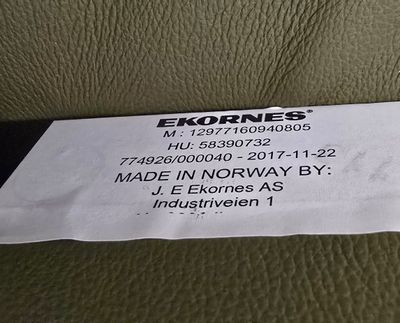 EKORNES®
M : 12977160940805
HU: 58390732
774926/000040 - 2017-11-22
MADE IN NORWAY BY:
J. E Ekornes AS
Industriveien 1